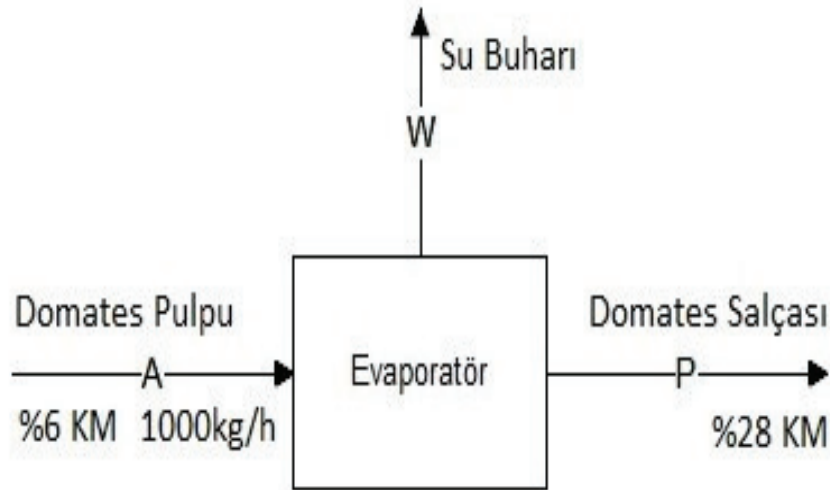 Su Buharı
W
Domates Pulpu
Domates Salçası
A
Evaporatör
P
%6 KM 1000kg/h
%28 KM